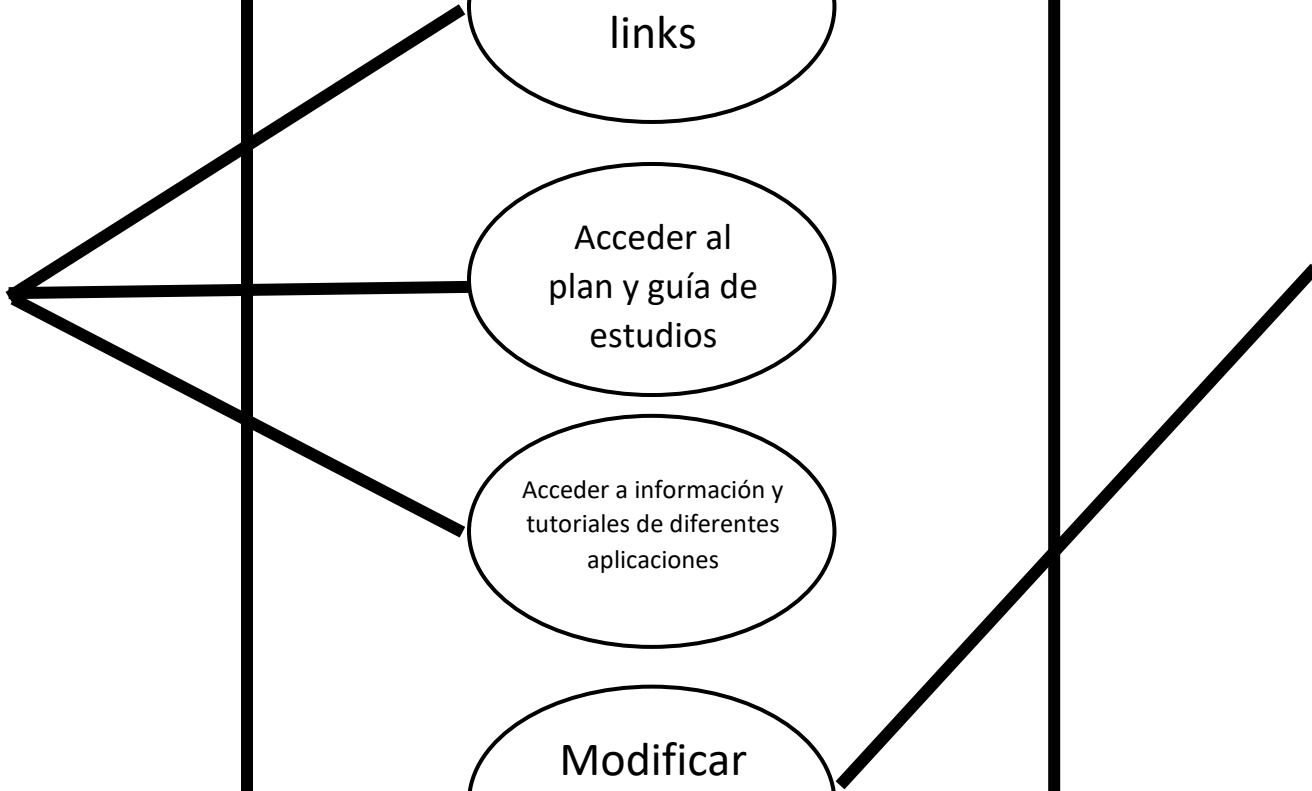 links
Acceder al
plan y guía de
estudios
Acceder a información y
tutoriales de diferentes
aplicaciones
Modificar